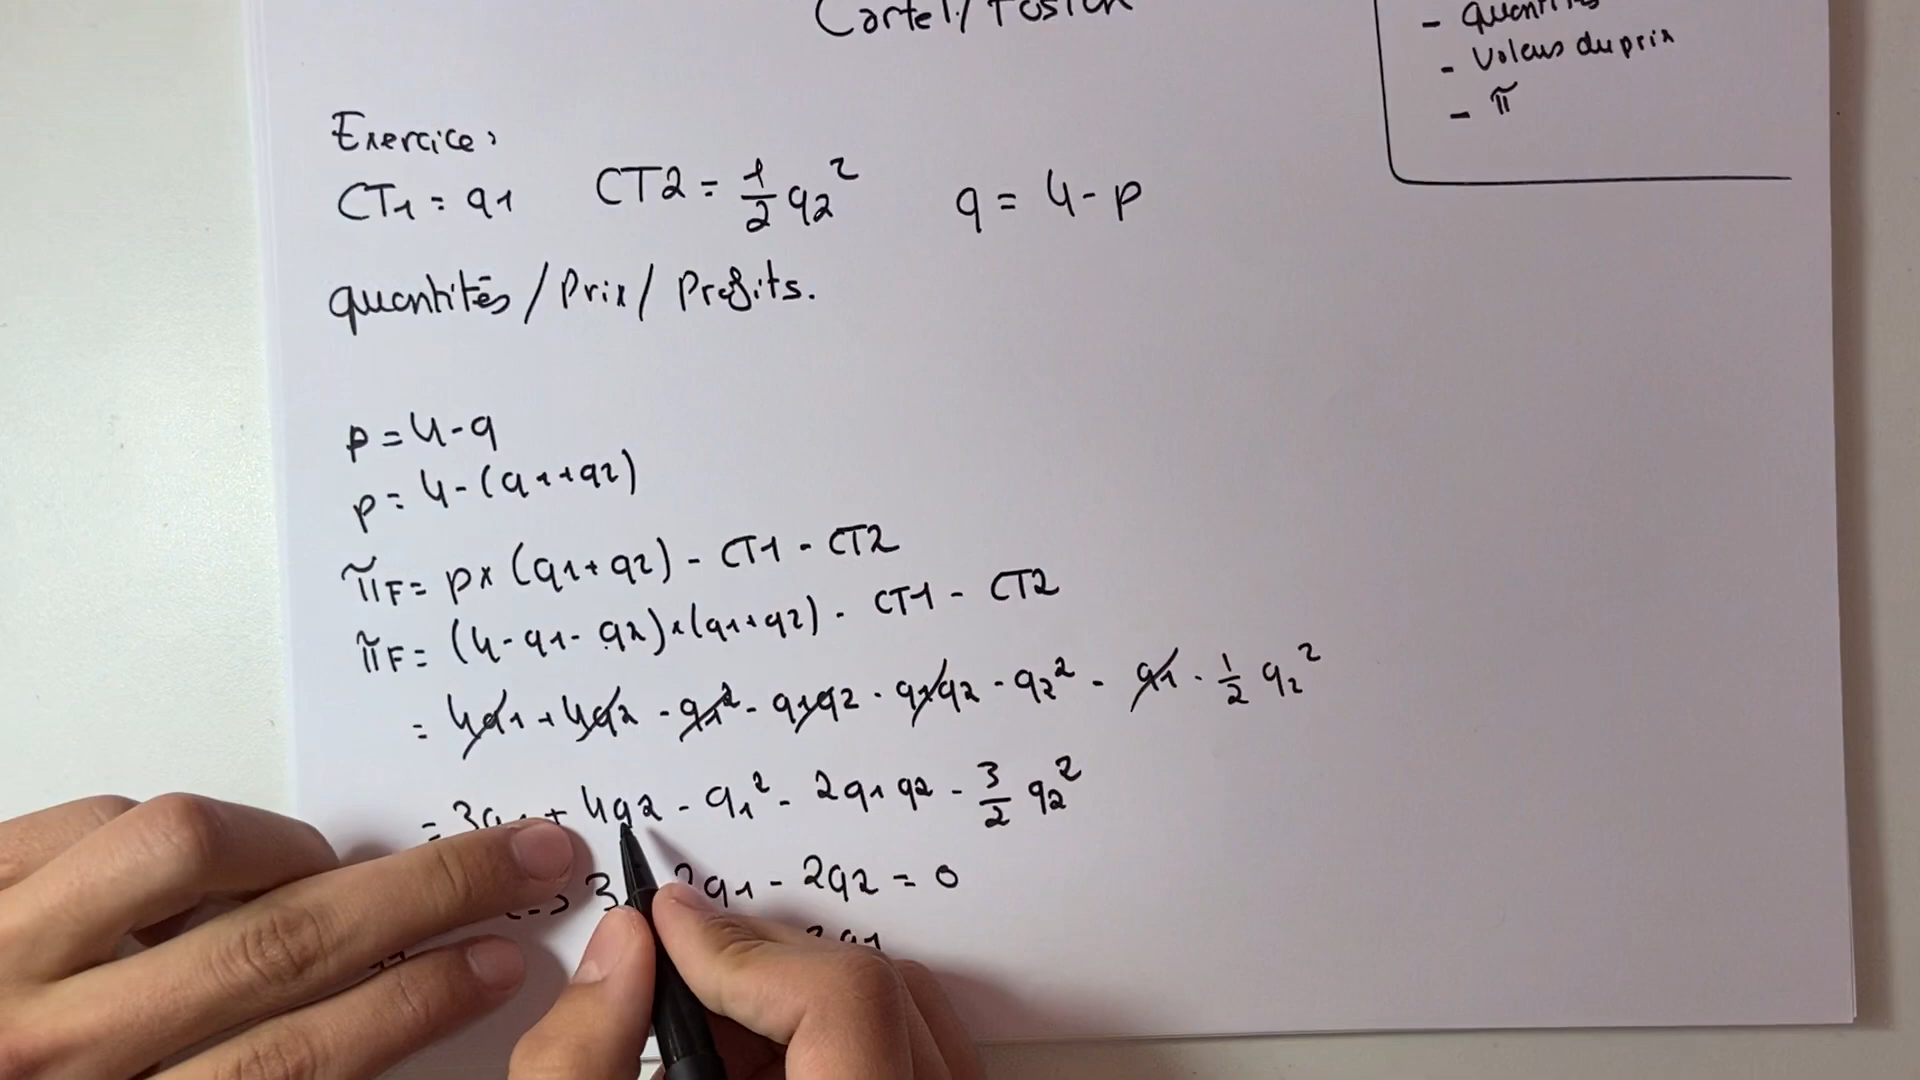 Cartel / Fusion
- quantités
- Valeurs du prix
- π
Exercice :
CT1 = q1 CT2 = 1/2 q2² q = 4 - p
quantités / Prix / Profits.
p = 4 - q
p = 4 - (q1 + q2)
πF = p × (q1 + q2) - CT1 - CT2
πF = (4 - q1 - q2) × (q1 + q2) - CT1 - CT2
= 4q1 + 4q2 - q1² - q1q2 - q1q2 - q2² - q1 - 1/2 q2²
= 3q1 + 4q2 - q1² - 2q1q2 - 3/2 q2²
3 2q1 - 2q2 = 0
2q1